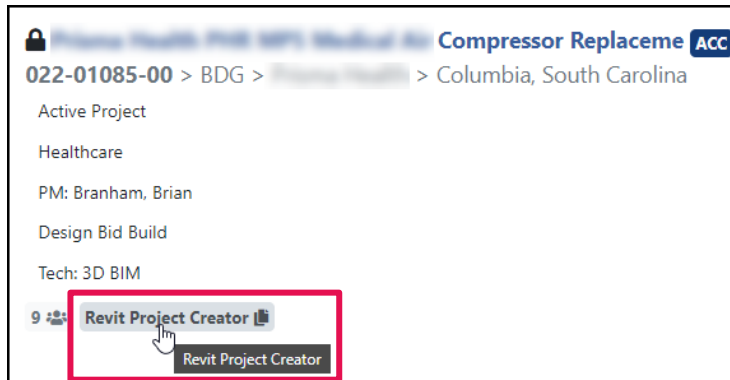 Compressor Replaceme ACC
022-01085-00 > BDG > > Columbia, South Carolina
Active Project
Healthcare
PM: Branham, Brian
Design Bid Build
Tech: 3D BIM
9 Revit Project Creator
Revit Project Creator